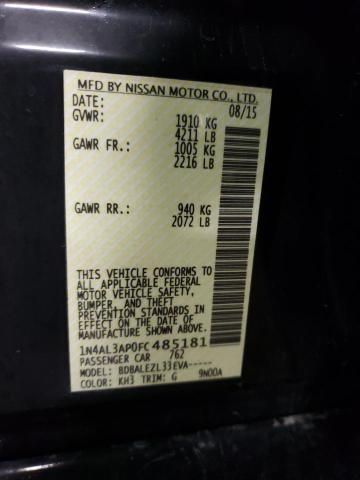 MFD BY NISSAN MOTOR CO., LTD.
DATE: 08/15
GVWR: 1910 KG
4211 LB
GAWR FR.: 1005 KG
2216 LB
GAWR RR.: 940 KG
2072 LB
THIS VEHICLE CONFORMS TO
ALL APPLICABLE FEDERAL
MOTOR VEHICLE SAFETY,
BUMPER, AND THEFT
PREVENTION STANDARDS
IN EFFECT ON THE DATE OF
MANUFACTURE SHOWN ABOVE.
1N4AL3AP0FC485181
PASSENGER CAR 762
MODEL: BDBALEZL33EVA-----
COLOR: KH3 TRIM: G 9N00A